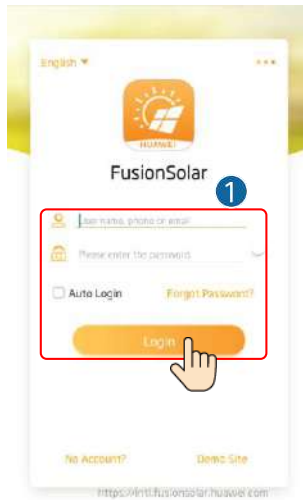 English
HUAWEI
FusionSolar
1
User name, phone or email
Please enter the password
Auto Login Forgot Password?
Login
No Account? Demo Site
https://intl.fusionsolar.huawei.com